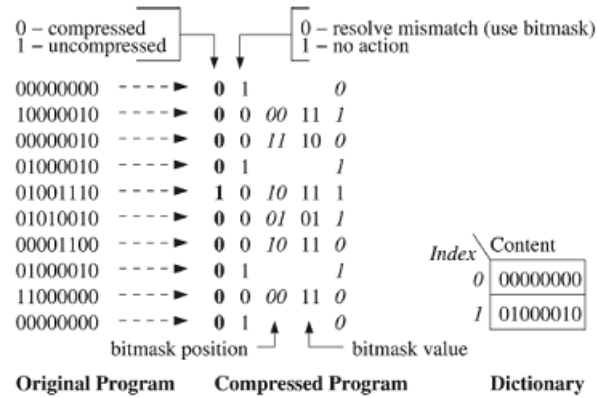 0 – compressed
1 – uncompressed
0 – resolve mismatch (use bitmask)
1 – no action
00000000 0 1 0
10000010 0 0 00 11 1
00000010 0 0 11 10 0
01000010 0 1 1
01001110 1 0 10 11 1
01010010 0 0 01 01 1
00001100 0 0 10 11 0
01000010 0 1 1
11000000 0 0 00 11 0
00000000 0 1 0
Index Content
0 00000000
1 01000010
bitmask position bitmask value
Original Program Compressed Program Dictionary